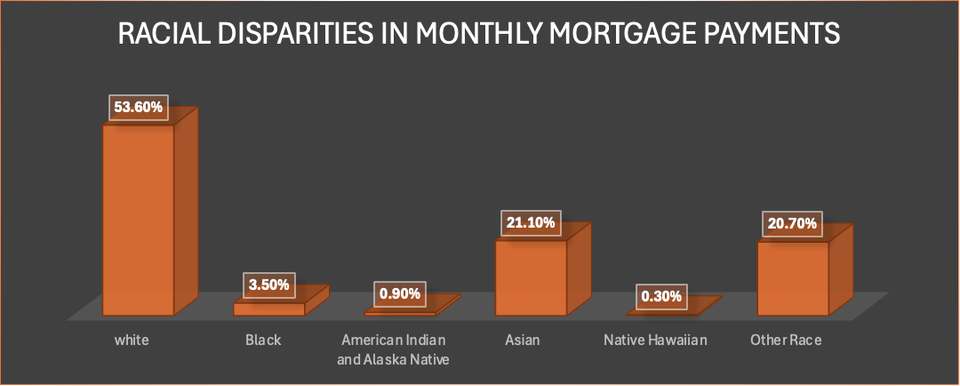 RACIAL DISPARITIES IN MONTHLY MORTGAGE PAYMENTS
53.60%
3.50%
0.90%
21.10%
0.30%
20.70%
white
Black
American Indian
and Alaska Native
Asian
Native Hawaiian
Other Race